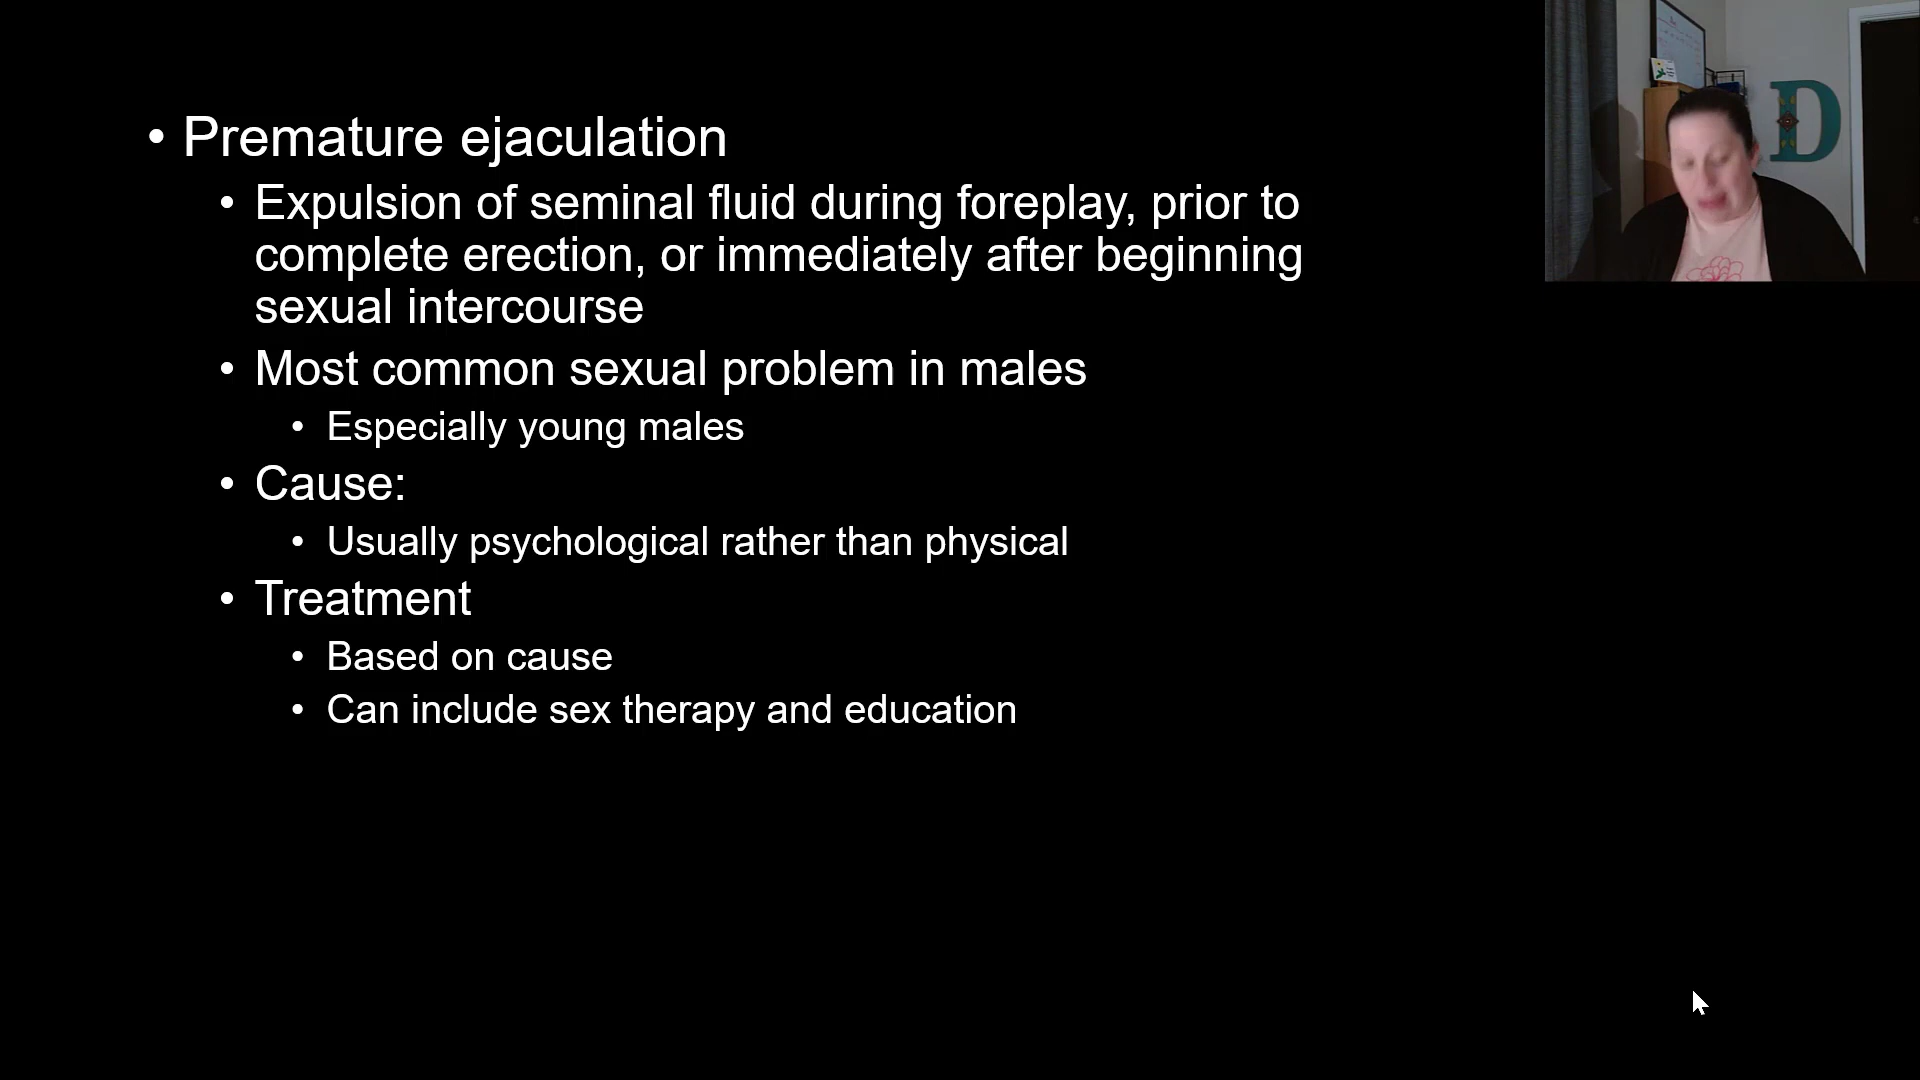 • Premature ejaculation
• Expulsion of seminal fluid during foreplay, prior to
complete erection, or immediately after beginning
sexual intercourse
• Most common sexual problem in males
• Especially young males
• Cause:
• Usually psychological rather than physical
• Treatment
• Based on cause
• Can include sex therapy and education
D